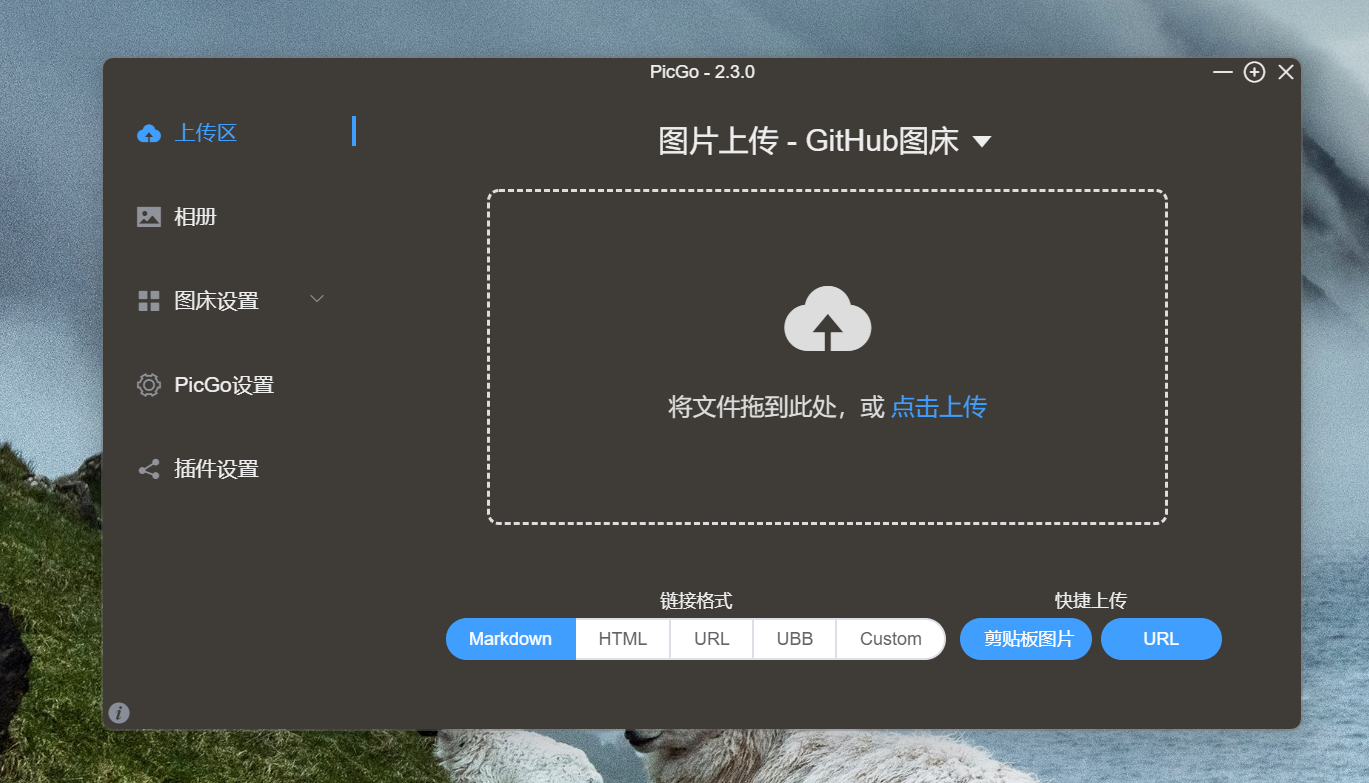 PicGo - 2.3.0
上传区
相册
图床设置
PicGo设置
插件设置
图片上传 - GitHub图床
将文件拖到此处，或 点击上传
链接格式
Markdown HTML URL UBB Custom
快捷上传
剪贴板图片 URL